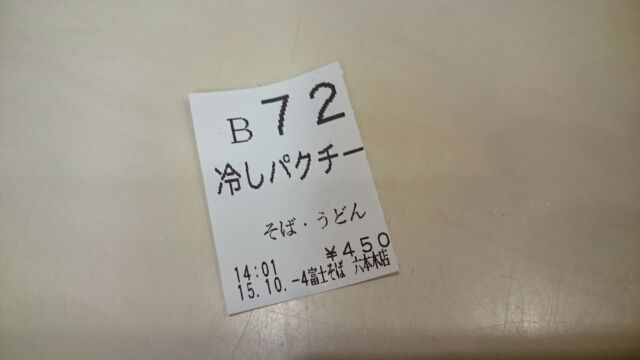 B 72
冷しパクチー
そば・うどん
¥450
14:01
15.10.-4富士そば 六本木店